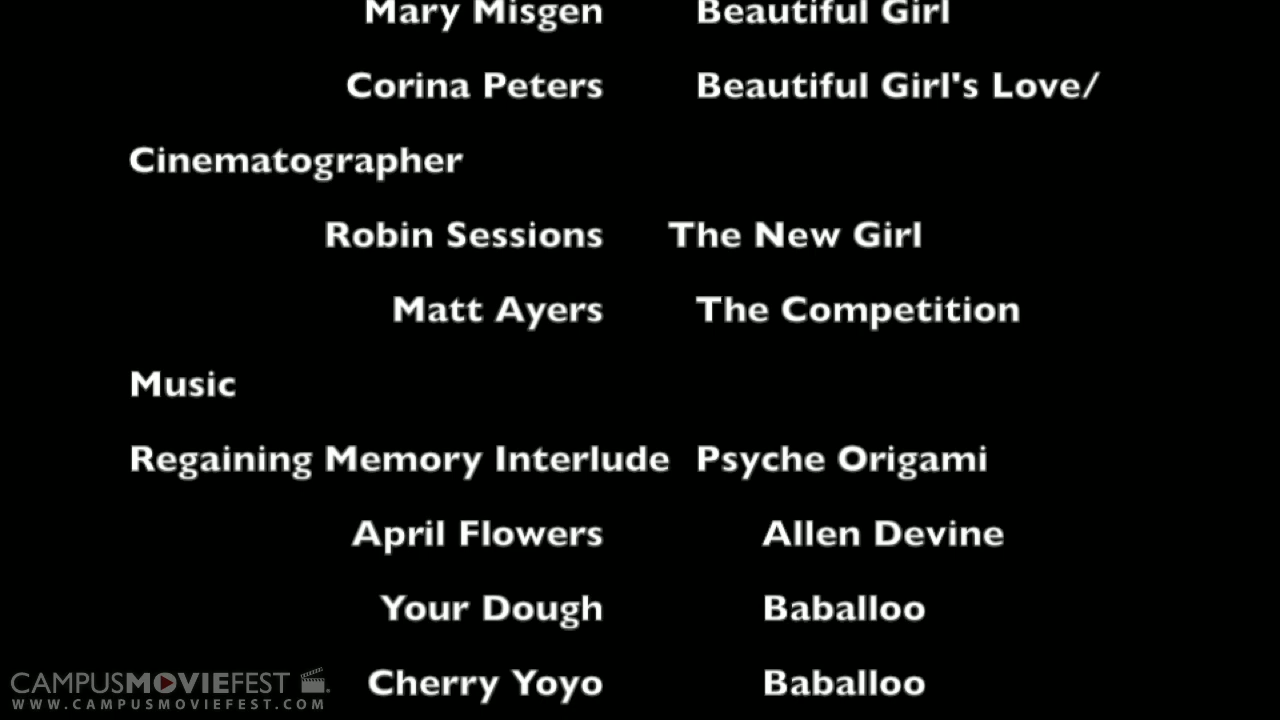 Mary Misgen Beautiful Girl
Corina Peters Beautiful Girl's Love/
Cinematographer
Robin Sessions The New Girl
Matt Ayers The Competition
Music
Regaining Memory Interlude Psyche Origami
April Flowers Allen Devine
Your Dough Baballoo
Cherry Yoyo Baballoo
CAMPUSMOVIEFEST
WWW.CAMPUSMOVIEFEST.COM